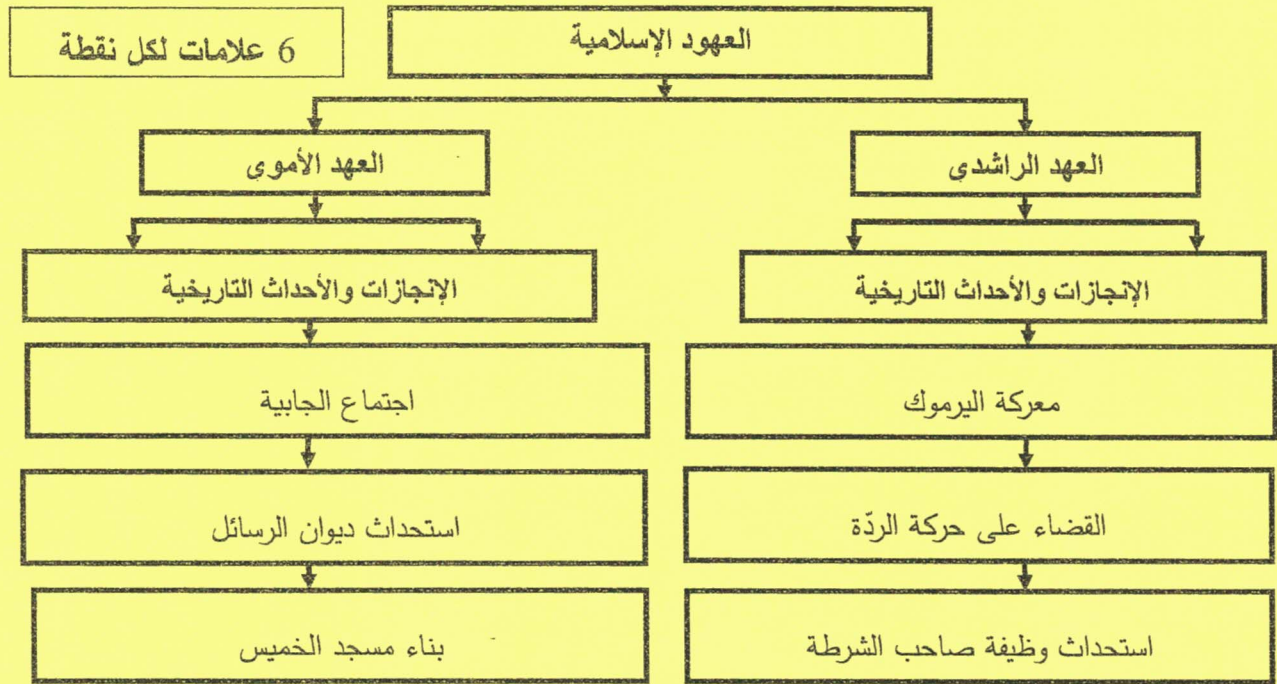 العهود الإسلامية
6 علامات لكل نقطة
العهد الراشدي
العهد الأموي
الإنجازات والأحداث التاريخية
الإنجازات والأحداث التاريخية
معركة اليرموك
اجتماع الجابية
القضاء على حركة الردّة
استحداث ديوان الرسائل
استحداث وظيفة صاحب الشرطة
بناء مسجد الخميس